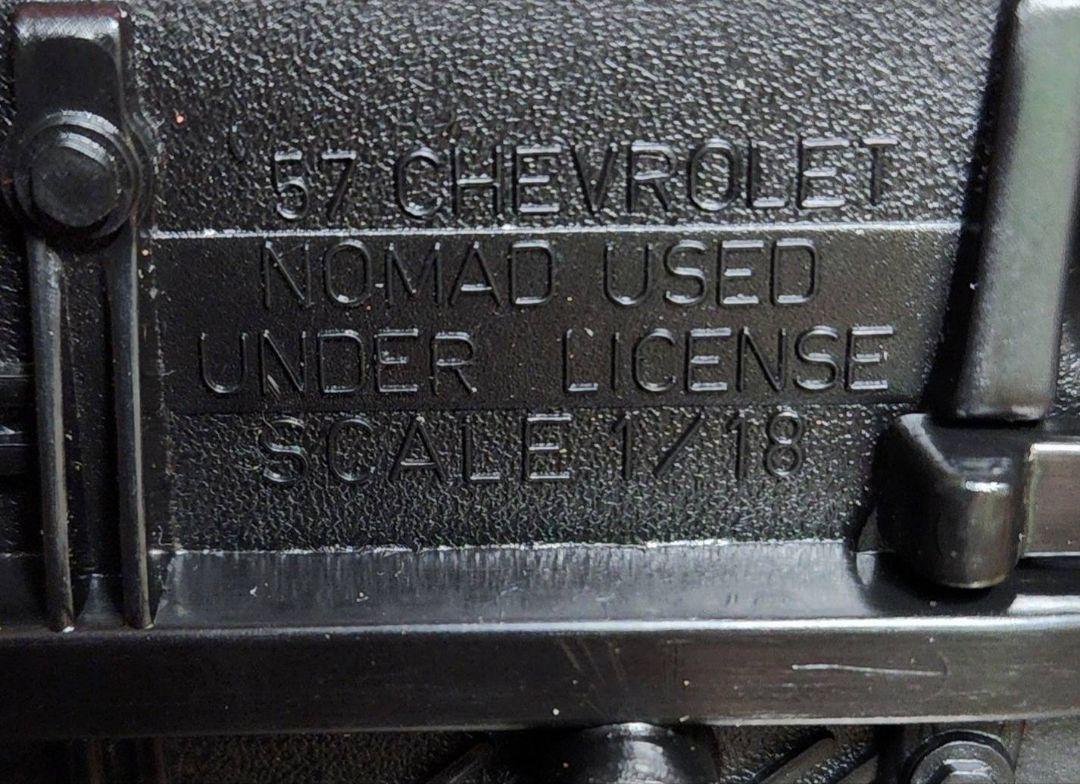 '57 CHEVROLET
NOMAD USED
UNDER LICENSE
SCALE 1/18